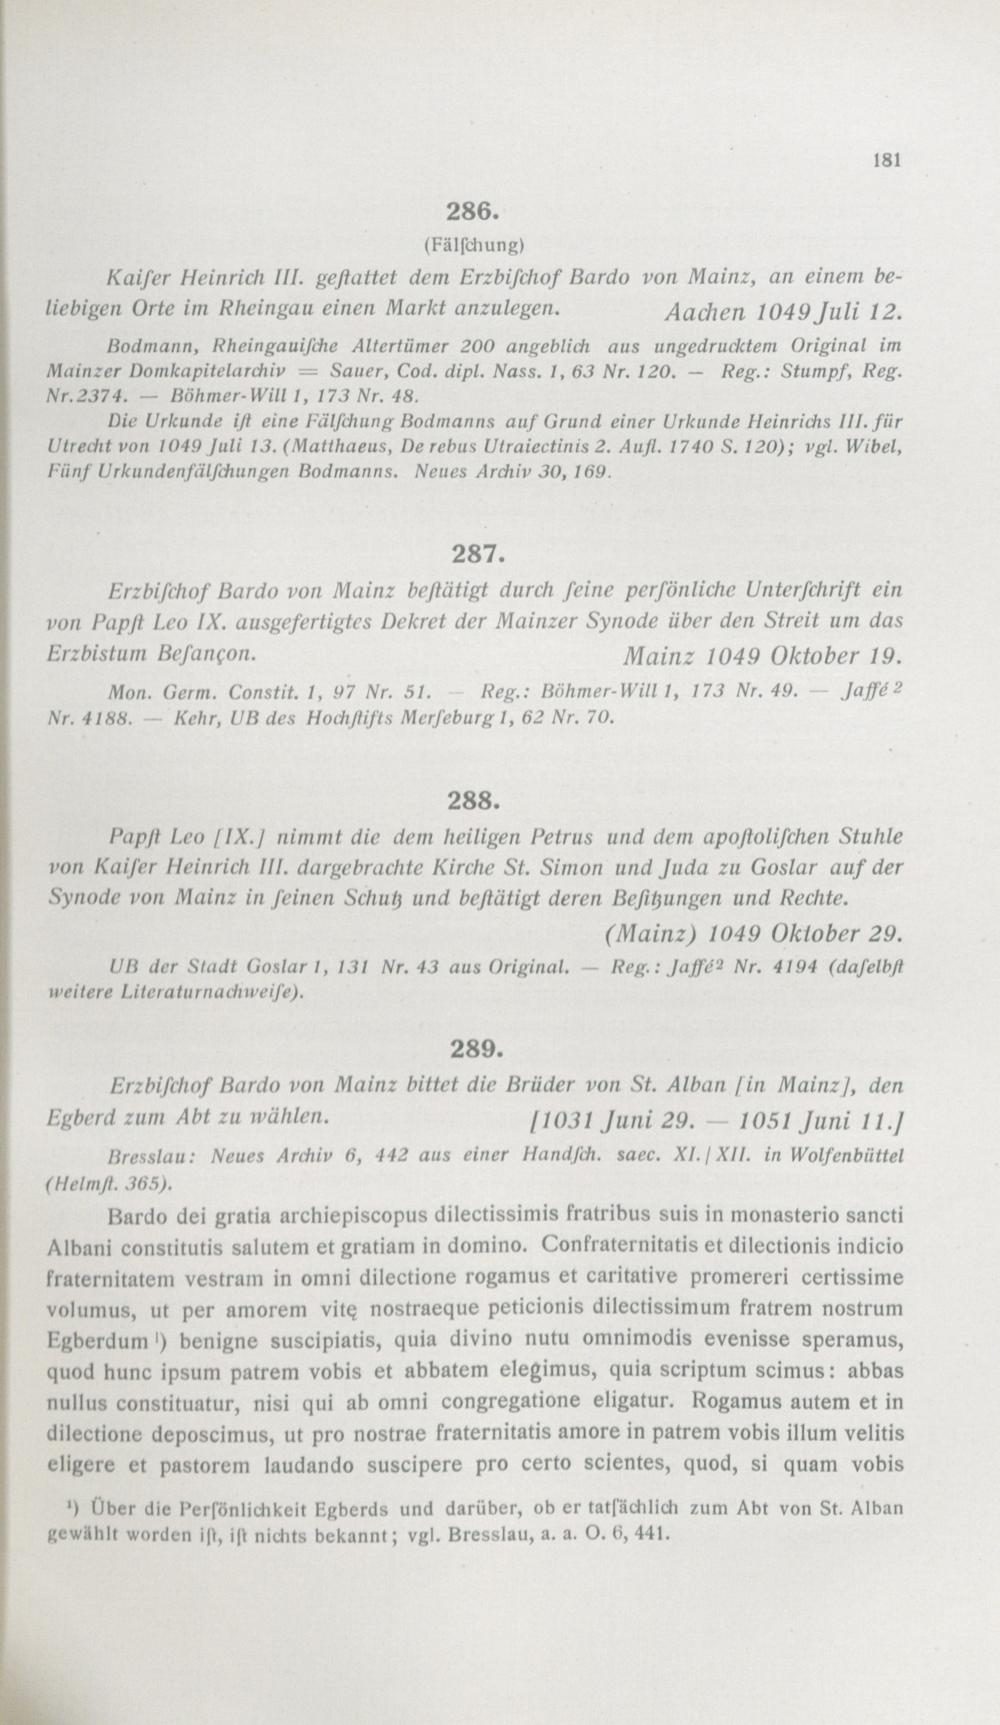 181
286.
(Fälſchung)
Kaiſer Heinrich III. geſtattet dem Erzbiſchof Bardo von Mainz, an einem be-
liebigen Orte im Rheingau einen Markt anzulegen. Aachen 1049 Juli 12.
Bodmann, Rheingauiſche Altertümer 200 angeblich aus ungedrucktem Original im
Mainzer Domkapitelarchiv = Sauer, Cod. dipl. Nass. 1, 63 Nr. 120. — Reg.: Stumpf, Reg.
Nr. 2374. — Böhmer-Will 1, 173 Nr. 48.
Die Urkunde iſt eine Fälſchung Bodmanns auf Grund einer Urkunde Heinrichs III. für
Utrecht von 1049 Juli 13. (Matthaeus, De rebus Utraiectinis 2. Aufl. 1740 S. 120); vgl. Wibel,
Fünf Urkundenfälſchungen Bodmanns. Neues Archiv 30, 169.
287.
Erzbiſchof Bardo von Mainz beſtätigt durch ſeine perſönliche Unterſchrift ein
von Papſt Leo IX. ausgefertigtes Dekret der Mainzer Synode über den Streit um das
Erzbistum Beſançon. Mainz 1049 Oktober 19.
Mon. Germ. Constit. 1, 97 Nr. 51. — Reg.: Böhmer-Will 1, 173 Nr. 49. — Jaffé²
Nr. 4188. — Kehr, UB des Hochſtifts Merſeburg 1, 62 Nr. 70.
288.
Papſt Leo [IX.] nimmt die dem heiligen Petrus und dem apoſtoliſchen Stuhle
von Kaiſer Heinrich III. dargebrachte Kirche St. Simon und Juda zu Goslar auf der
Synode von Mainz in ſeinen Schutz und beſtätigt deren Beſitzungen und Rechte.
(Mainz) 1049 Oktober 29.
UB der Stadt Goslar 1, 131 Nr. 43 aus Original. — Reg.: Jaffé² Nr. 4194 (daſelbſt
weitere Literaturnachweiſe).
289.
Erzbiſchof Bardo von Mainz bittet die Brüder von St. Alban [in Mainz], den
Egberd zum Abt zu wählen. [1031 Juni 29. — 1051 Juni 11.]
Bresslau: Neues Archiv 6, 442 aus einer Handſch. saec. XI./XII. in Wolfenbüttel
(Helmſt. 365).
Bardo dei gratia archiepiscopus dilectissimis fratribus suis in monasterio sancti
Albani constitutis salutem et gratiam in domino. Confraternitatis et dilectionis indicio
fraternitatem vestram in omni dilectione rogamus et caritative promereri certissime
volumus, ut per amorem vitę nostraeque peticionis dilectissimum fratrem nostrum
Egberdum ¹) benigne suscipiatis, quia divino nutu omnimodis evenisse speramus,
quod hunc ipsum patrem vobis et abbatem elegimus, quia scriptum scimus: abbas
nullus constituatur, nisi qui ab omni congregatione eligatur. Rogamus autem et in
dilectione deposcimus, ut pro nostrae fraternitatis amore in patrem vobis illum velitis
eligere et pastorem laudando suscipere pro certo scientes, quod, si quam vobis
¹) Über die Perſönlichkeit Egberds und darüber, ob er tatſächlich zum Abt von St. Alban
gewählt worden iſt, iſt nichts bekannt; vgl. Bresslau, a. a. O. 6, 441.